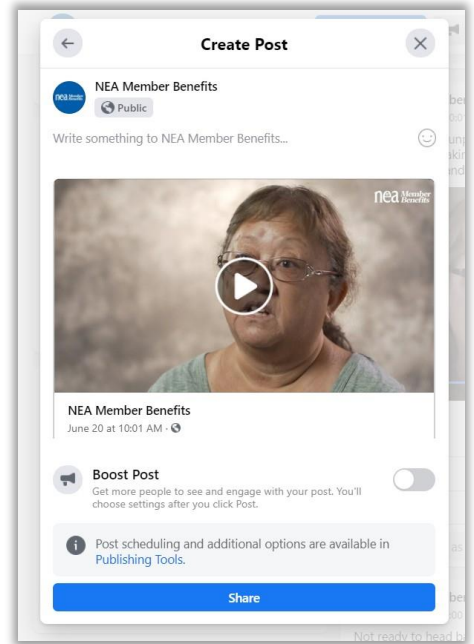 Create Post
nea Member
NEA Member Benefits
Public
Write something to NEA Member Benefits...
nea Member Benefits
NEA Member Benefits
June 20 at 10:01 AM ·
Boost Post
Get more people to see and engage with your post. You'll
choose settings after you click Post.
Post scheduling and additional options are available in
Publishing Tools.
Share
Not ready to head b